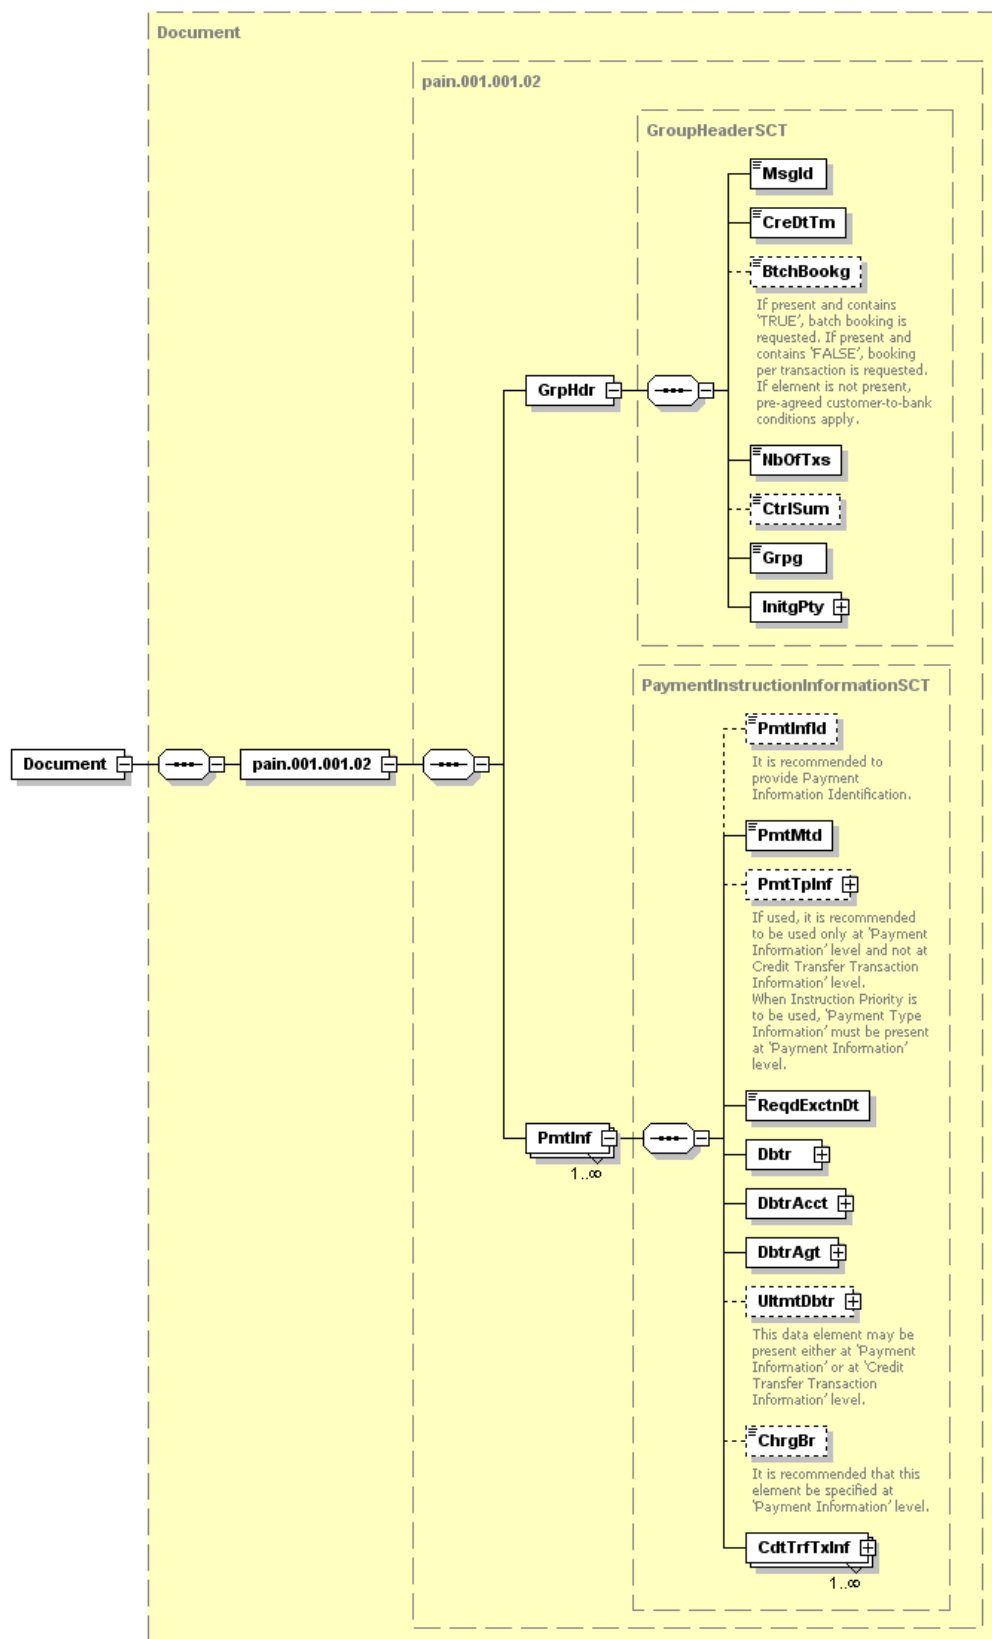 Document
pain.001.001.02
GroupHeaderSCT
MsgId
CreDtTm
BtchBookg
If present and contains
'TRUE', batch booking is
requested. If present and
contains 'FALSE', booking
per transaction is requested.
If element is not present,
pre-agreed customer-to-bank
conditions apply.
GrpHdr
NbOfTxs
CtrlSum
Grpg
InitgPty
PaymentInstructionInformationSCT
PmtInfId
It is recommended to
provide Payment
Information Identification.
Document
pain.001.001.02
PmtMtd
PmtTpInf
If used, it is recommended
to be used only at 'Payment
Information' level and not at
Credit Transfer Transaction
Information' level.
When Instruction Priority is
to be used, 'Payment Type
Information' must be present
at 'Payment Information'
level.
ReqdExctnDt
PmtInf
1..∞
Dbtr
DbtrAcct
DbtrAgt
UltmtDbtr
This data element may be
present either at 'Payment
Information' or at 'Credit
Transfer Transaction
Information' level.
ChrgBr
It is recommended that this
element be specified at
'Payment Information' level.
CdtTrfTxInf
1..∞